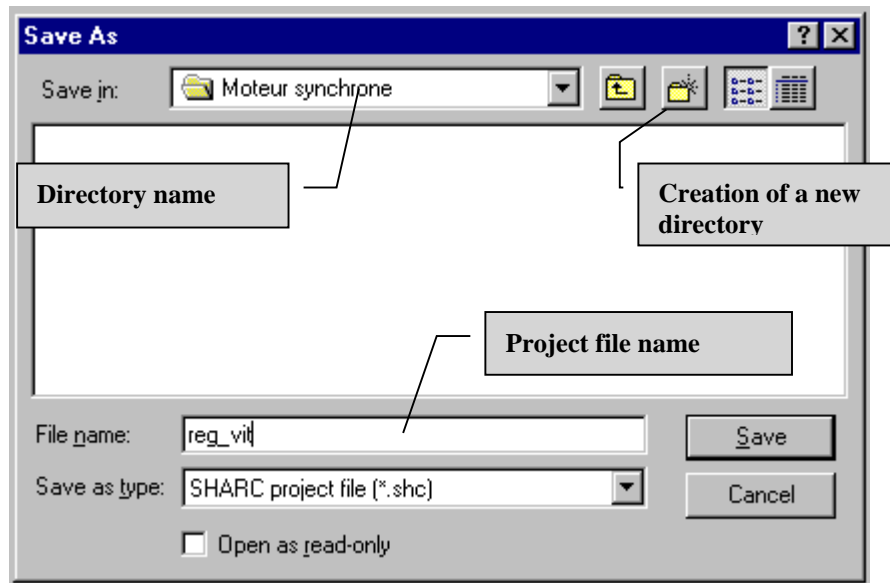 Save As
Save in: Moteur synchrone
Directory name
Creation of a new
directory
Project file name
File name: reg_vit
Save
Save as type: SHARC project file (*.shc)
Cancel
Open as read-only